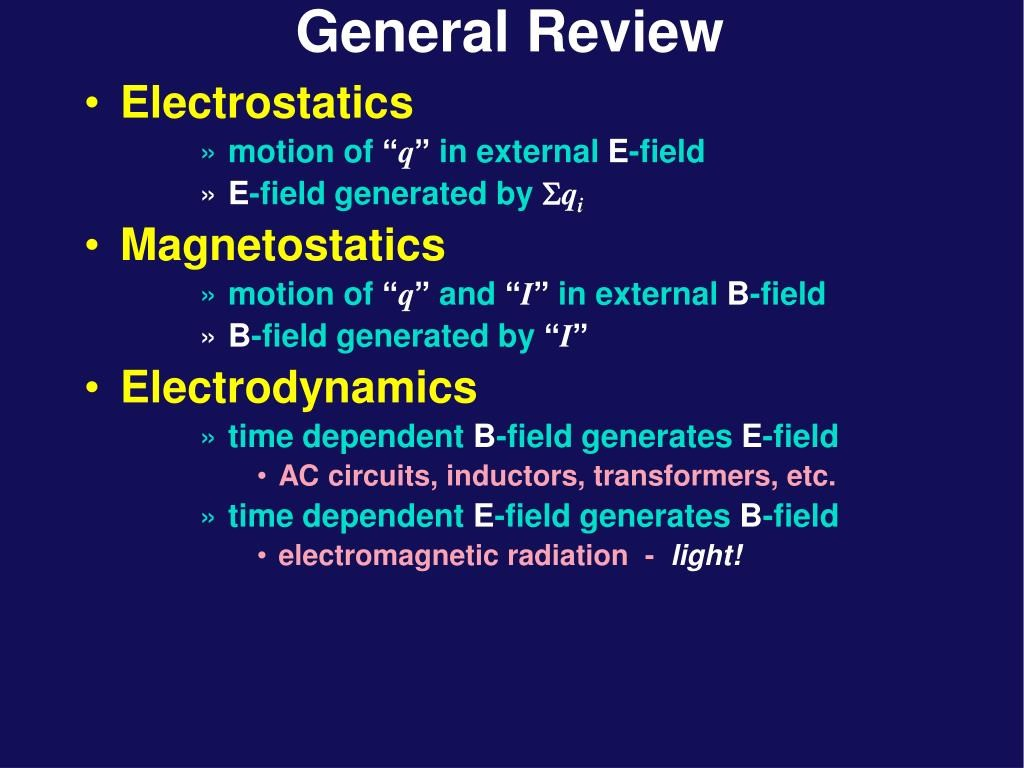 General Review
• Electrostatics
» motion of “q” in external E-field
» E-field generated by Σqᵢ
• Magnetostatics
» motion of “q” and “I” in external B-field
» B-field generated by “I”
• Electrodynamics
» time dependent B-field generates E-field
• AC circuits, inductors, transformers, etc.
» time dependent E-field generates B-field
• electromagnetic radiation - light!